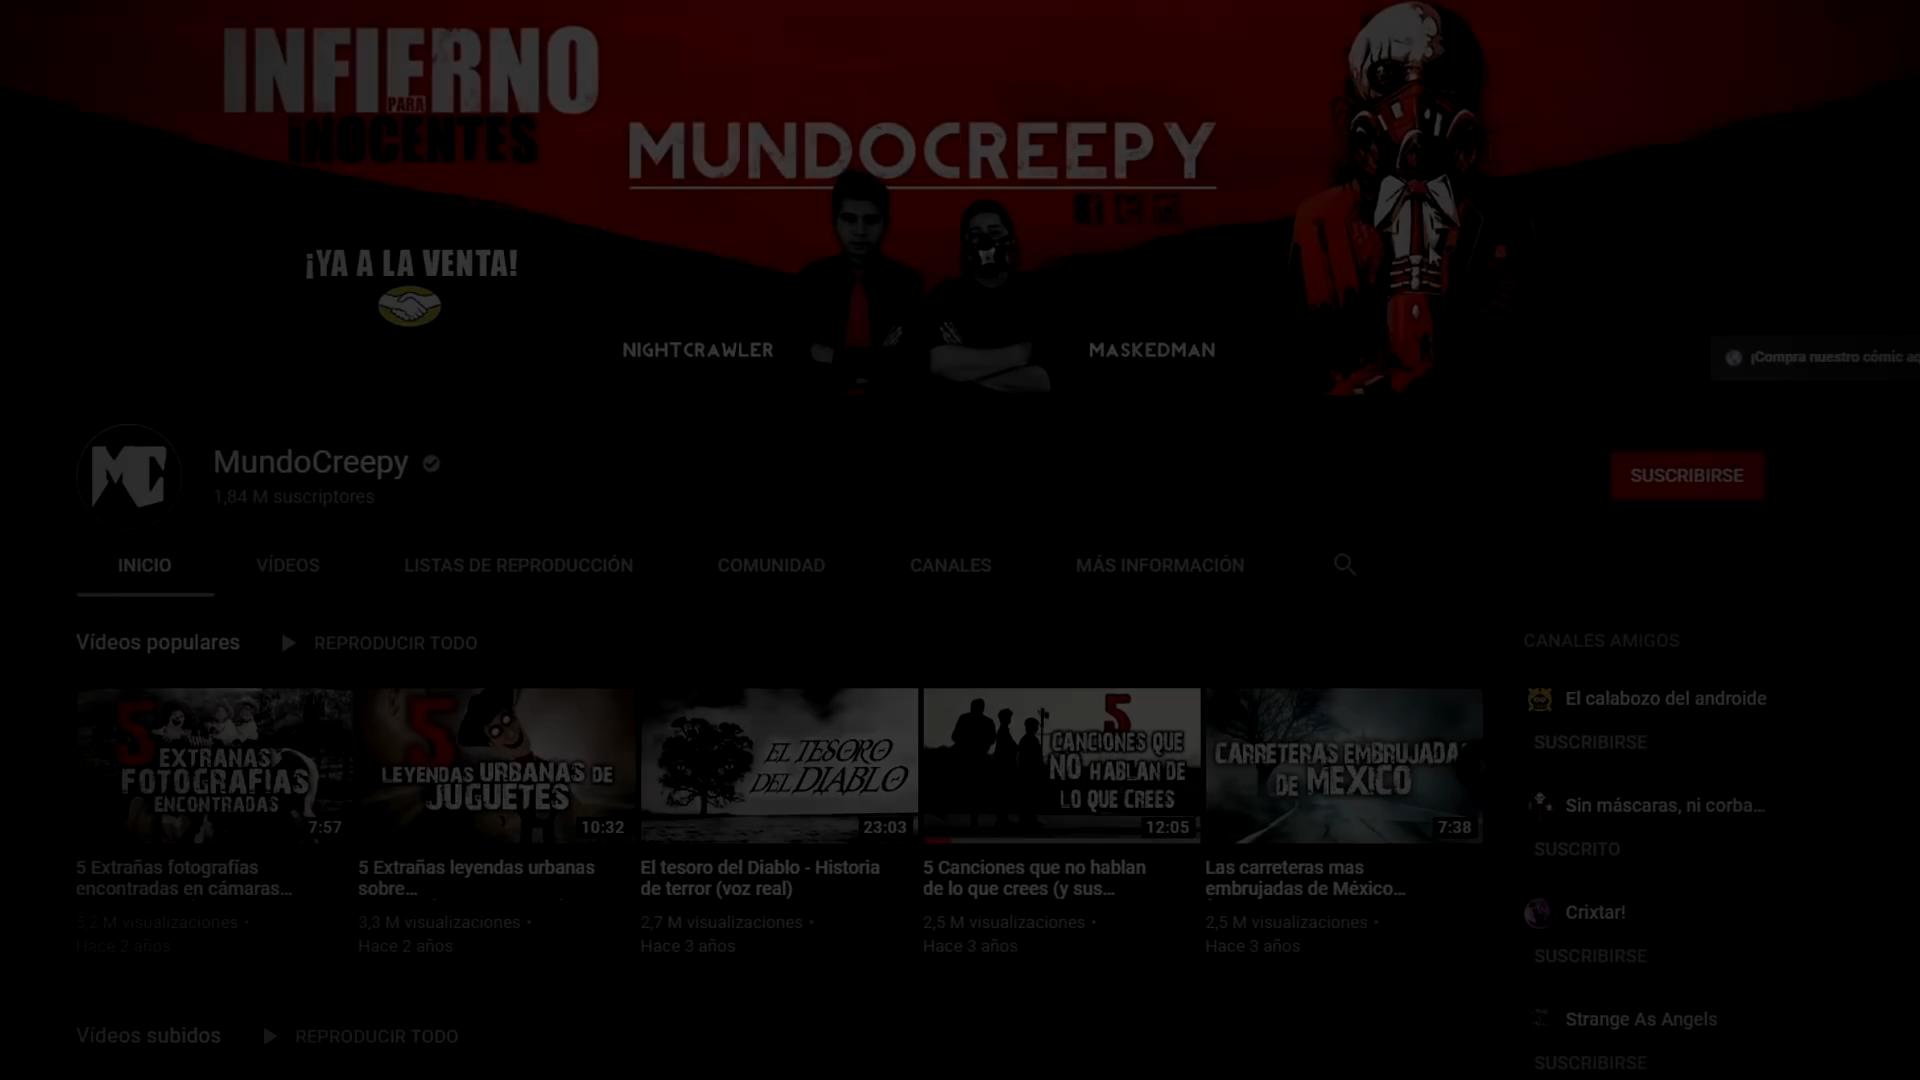 INFIERNO
PARA
iNOCENTES
MUNDOCREEPY
¡YA A LA VENTA!
NIGHTCRAWLER
MASKEDMAN
¡Compra nuestro cómic
MundoCreepy
1,84 M suscriptores
SUSCRIBIRSE
INICIO
VÍDEOS
LISTAS DE REPRODUCCIÓN
COMUNIDAD
CANALES
MÁS INFORMACIÓN
Vídeos populares
REPRODUCIR TODO
CANALES AMIGOS
5
EXTRAÑAS
FOTOGRAFIAS
ENCONTRADAS
7:57
5
LEYENDAS URBANAS DE
JUGUETES
10:32
EL TESORO
DEL DIABLO
23:03
5
CANCIONES QUE
NO HABLAN DE
LO QUE CREES
12:05
CARRETERAS EMBRUJADA
DE MEXICO
7:38
5 Extrañas fotografías
encontradas en cámaras...
5,2 M visualizaciones •
Hace 2 años
5 Extrañas leyendas urbanas
sobre...
3,3 M visualizaciones •
Hace 2 años
El tesoro del Diablo - Historia
de terror (voz real)
2,7 M visualizaciones •
Hace 3 años
5 Canciones que no hablan
de lo que crees (y sus...
2,5 M visualizaciones •
Hace 3 años
Las carreteras mas
embrujadas de México...
2,5 M visualizaciones •
Hace 3 años
El calabozo del androide
SUSCRIBIRSE
Sin máscaras, ni corba...
SUSCRITO
Crixtar!
SUSCRIBIRSE
Strange As Angels
SUSCRIBIRSE
Vídeos subidos
REPRODUCIR TODO